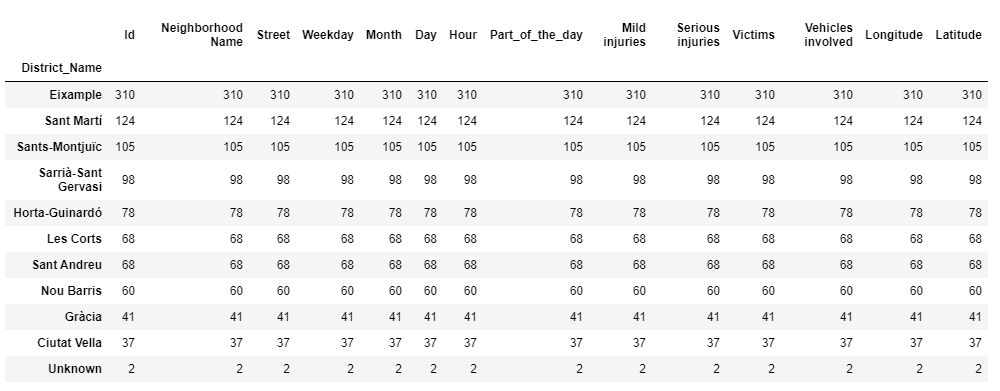 Id Neighborhood Name Street Weekday Month Day Hour Part_of_the_day Mild injuries Serious injuries Victims Vehicles involved Longitude Latitude
District_Name
Eixample 310 310 310 310 310 310 310 310 310 310 310 310 310 310
Sant Martí 124 124 124 124 124 124 124 124 124 124 124 124 124 124
Sants-Montjuïc 105 105 105 105 105 105 105 105 105 105 105 105 105 105
Sarrià-Sant Gervasi 98 98 98 98 98 98 98 98 98 98 98 98 98 98
Horta-Guinardó 78 78 78 78 78 78 78 78 78 78 78 78 78 78
Les Corts 68 68 68 68 68 68 68 68 68 68 68 68 68 68
Sant Andreu 68 68 68 68 68 68 68 68 68 68 68 68 68 68
Nou Barris 60 60 60 60 60 60 60 60 60 60 60 60 60 60
Gràcia 41 41 41 41 41 41 41 41 41 41 41 41 41 41
Ciutat Vella 37 37 37 37 37 37 37 37 37 37 37 37 37 37
Unknown 2 2 2 2 2 2 2 2 2 2 2 2 2 2